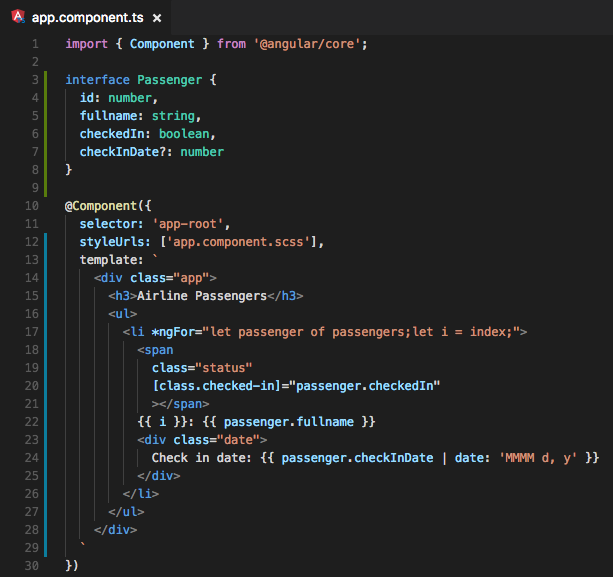 app.component.ts ×
1 import { Component } from '@angular/core';
2
3 interface Passenger {
4   id: number,
5   fullname: string,
6   checkedIn: boolean,
7   checkInDate?: number
8 }
9
10 @Component({
11   selector: 'app-root',
12   styleUrls: ['app.component.scss'],
13   template: `
14     <div class="app">
15       <h3>Airline Passengers</h3>
16       <ul>
17         <li *ngFor="let passenger of passengers;let i = index;">
18           <span
19             class="status"
20             [class.checked-in]="passenger.checkedIn"
21             ></span>
22           {{ i }}: {{ passenger.fullname }}
23           <div class="date">
24             Check in date: {{ passenger.checkInDate | date: 'MMMM d, y' }}
25           </div>
26         </li>
27       </ul>
28     </div>
29   `
30 })